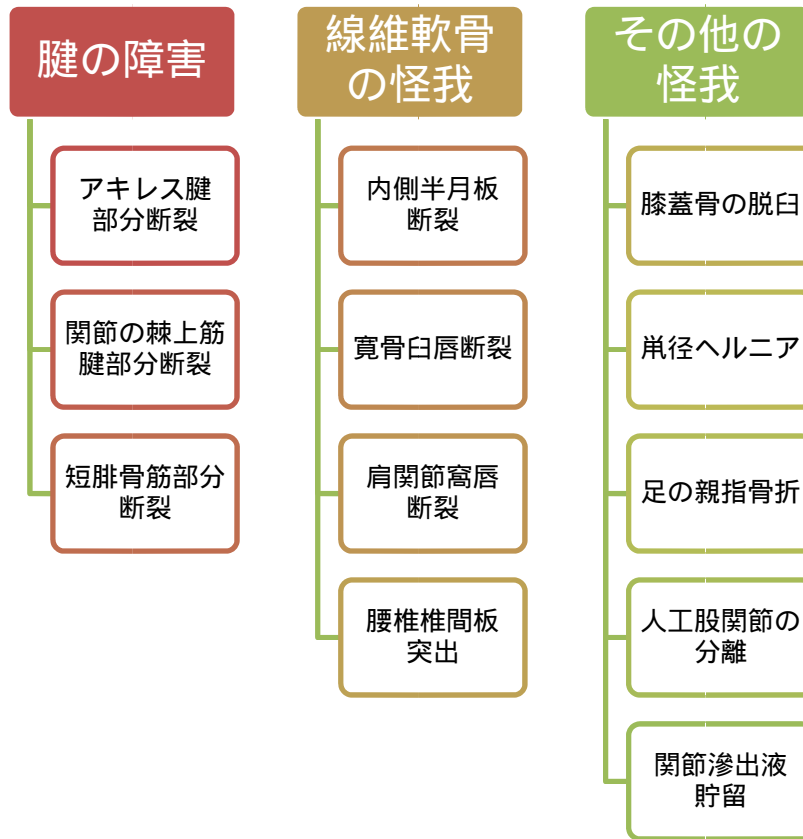 腱の障害
アキレス腱
部分断裂
関節の棘上筋
腱部分断裂
短腓骨筋部分
断裂
線維軟骨
の怪我
内側半月板
断裂
寛骨臼唇断裂
肩関節窩唇
断裂
腰椎椎間板
突出
その他の
怪我
膝蓋骨の脱臼
鼡径ヘルニア
足の親指骨折
人工股関節の
分離
関節滲出液
貯留